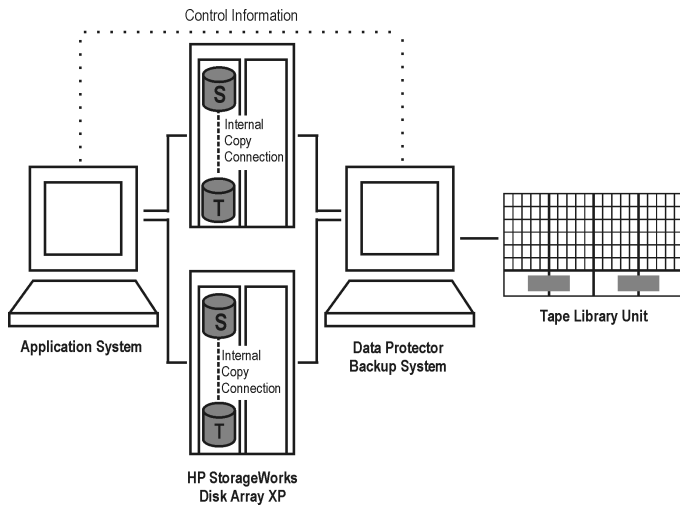 Control Information
S
Internal
Copy
Connection
T
S
Internal
Copy
Connection
T
Application System
Data Protector
Backup System
Tape Library Unit
HP StorageWorks
Disk Array XP